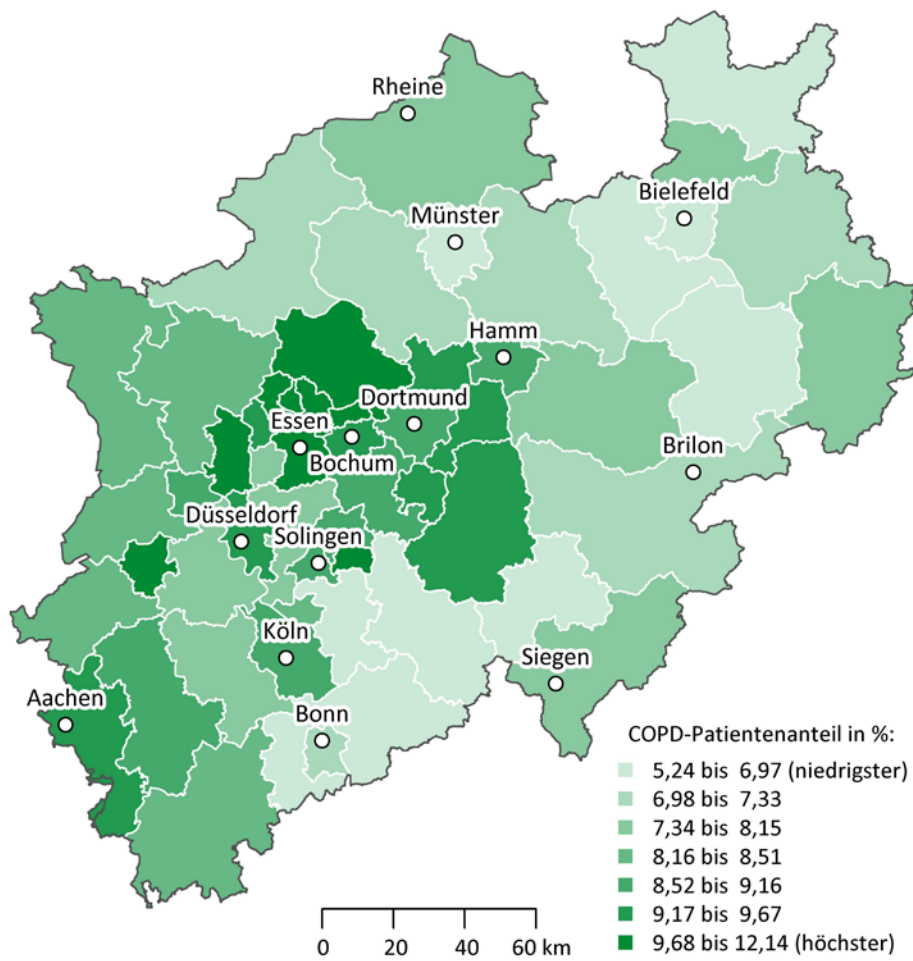 Rheine
Bielefeld
Münster
Hamm
Dortmund
Essen
Bochum
Brilon
Düsseldorf
Solingen
Köln
Siegen
Aachen
Bonn
COPD-Patientenanteil in %:
5,24 bis 6,97 (niedrigster)
6,98 bis 7,33
7,34 bis 8,15
8,16 bis 8,51
8,52 bis 9,16
9,17 bis 9,67
9,68 bis 12,14 (höchster)
0 20 40 60 km